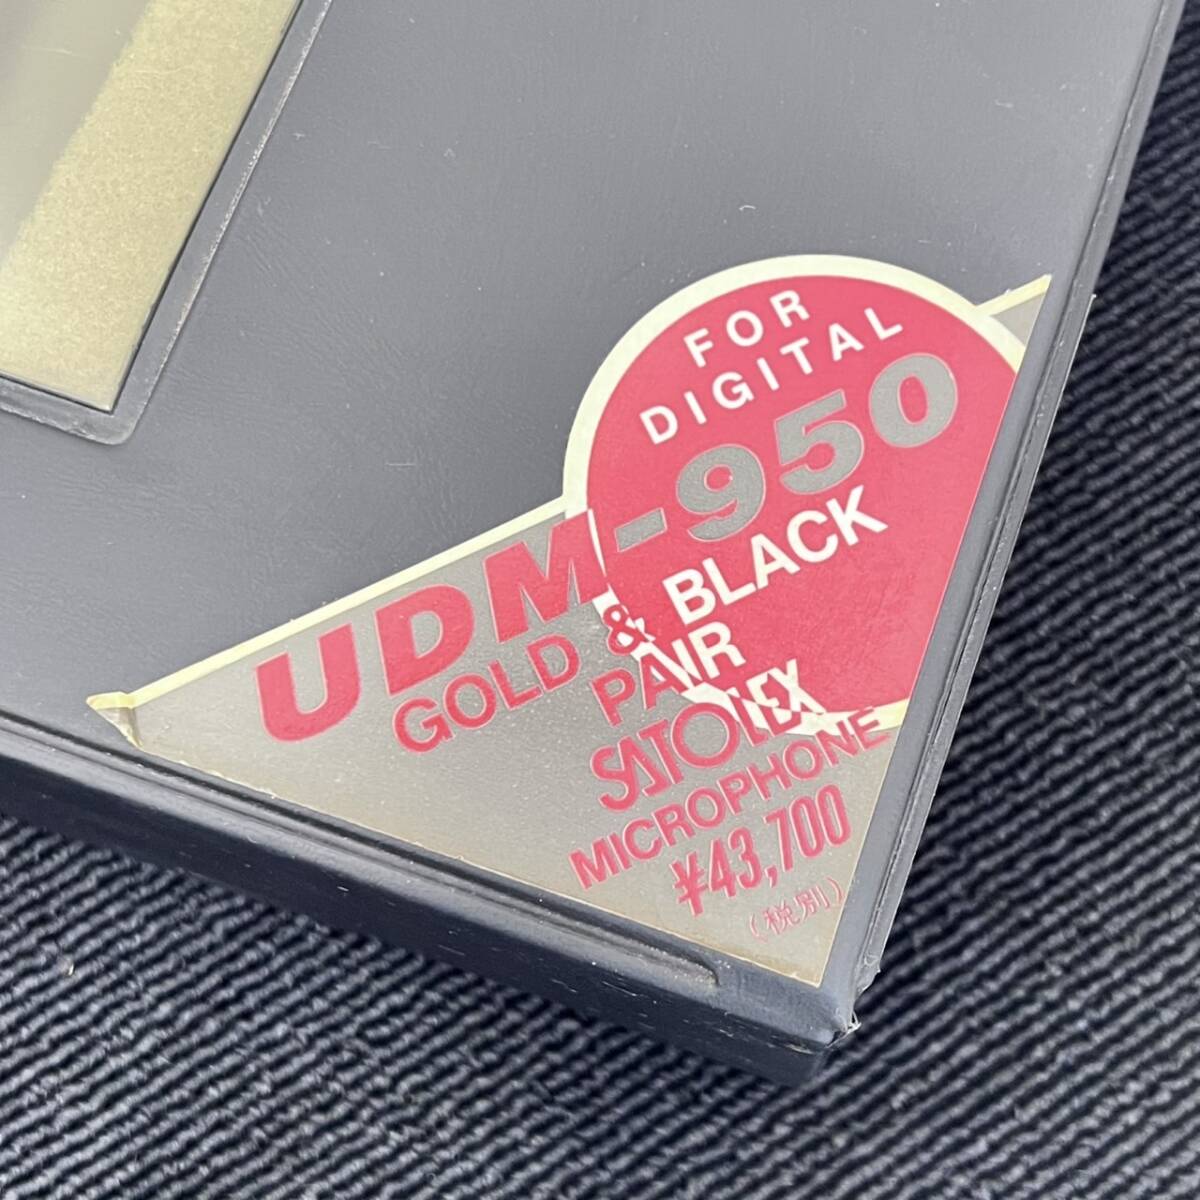 FOR
DIGITAL
UDM-950
GOLD & BLACK
PAIR
SATOLEX
MICROPHONE
¥43,700
(税別)